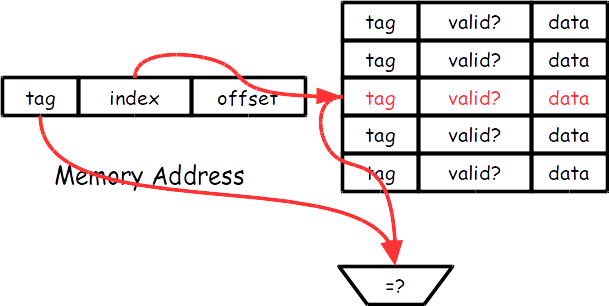 tag valid? data
tag valid? data
tag index offset
tag valid? data
tag valid? data
tag valid? data
Memory Address
=?